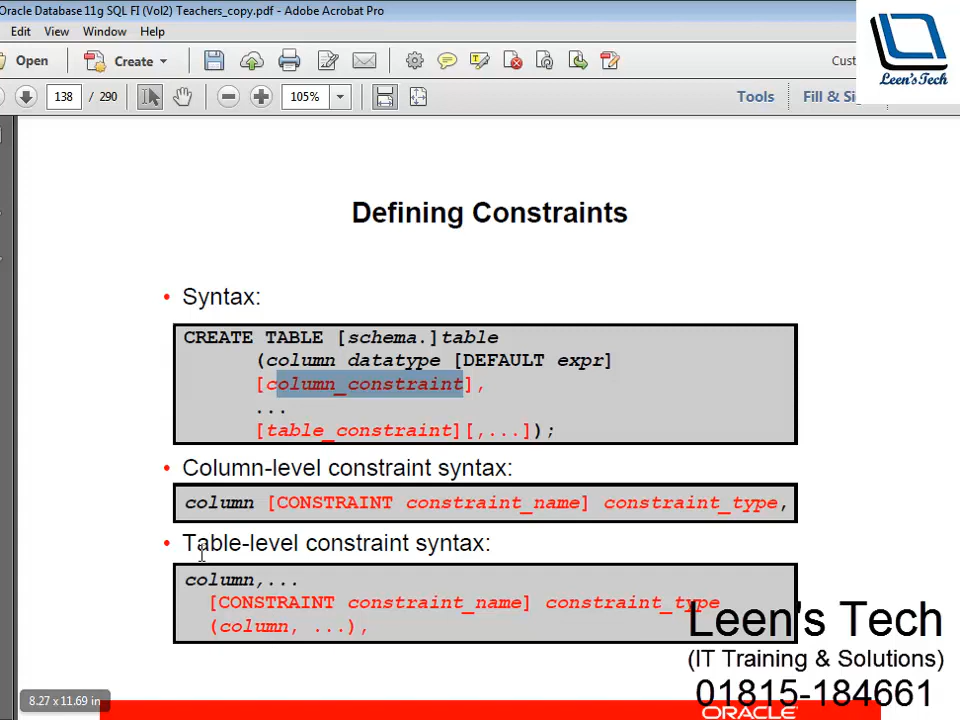 Oracle Database 11g SQL FI (Vol2) Teachers_copy.pdf - Adobe Acrobat Pro
Edit View Window Help
Open Create Cust
138 / 290 105% Tools Fill & Si
Leen'sTech
Defining Constraints
• Syntax:
CREATE TABLE [schema.]table
(column datatype [DEFAULT expr]
[column_constraint],
...
[table_constraint][,...]);
• Column-level constraint syntax:
column [CONSTRAINT constraint_name] constraint_type,
• Table-level constraint syntax:
column,...
[CONSTRAINT constraint_name] constraint_type
(column, ...),
Leen's Tech
(IT Training & Solutions)
01815-184661
8.27 x 11.69 in
ORACLE